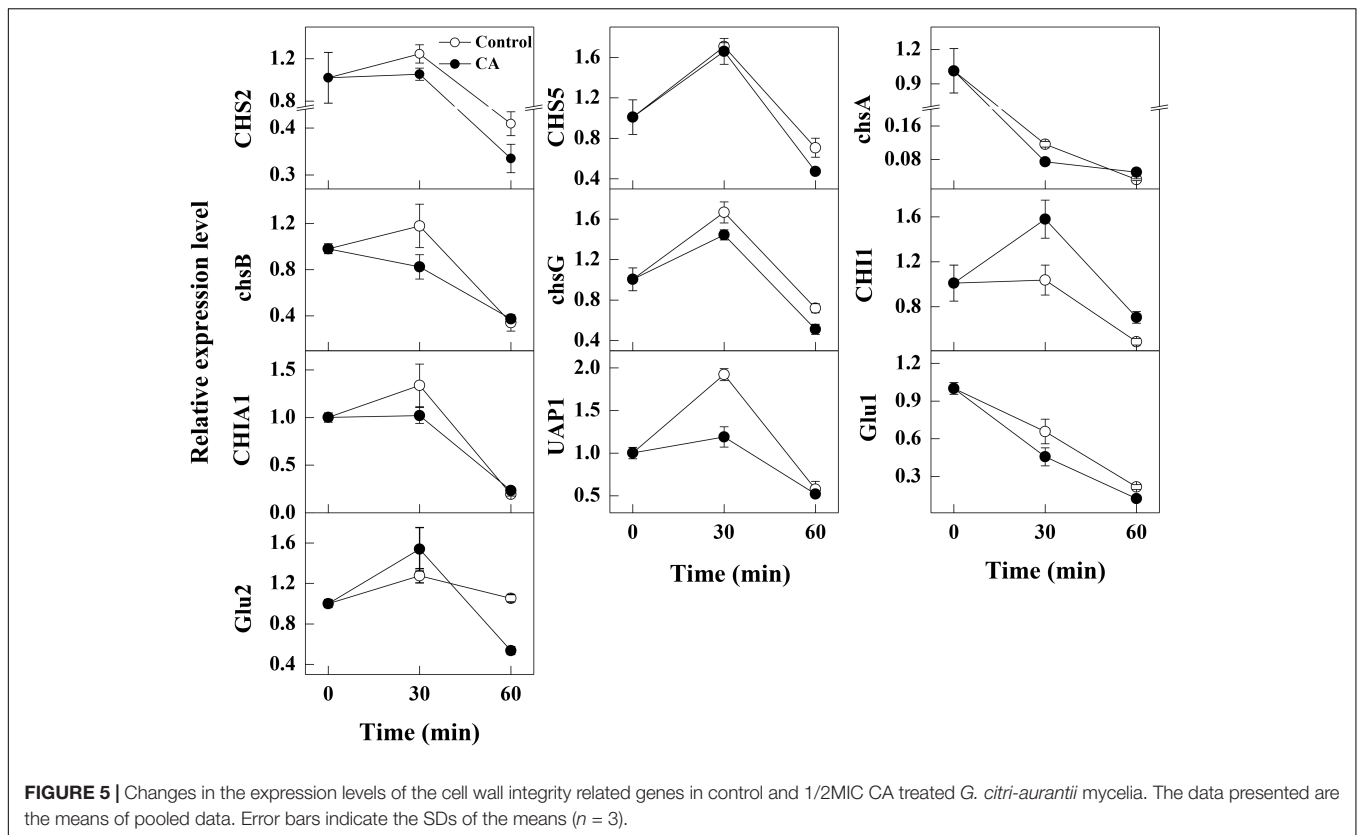 Control
CA
1.2
0.8
0.4
0.3
CHS2
1.6
1.2
0.8
0.4
CHS5
1.2
0.9
0.16
0.08
chsA
Relative expression level
1.2
0.8
0.4
chsB
1.6
1.2
0.8
0.4
chsG
1.6
1.2
0.8
CHI1
1.5
1.0
0.5
0.0
CHIA1
2.0
1.5
1.0
0.5
UAP1
0
30
60
Time (min)
1.2
0.9
0.6
0.3
Glu1
0
30
60
Time (min)
1.6
1.2
0.8
0.4
Glu2
0
30
60
Time (min)
FIGURE 5 | Changes in the expression levels of the cell wall integrity related genes in control and 1/2MIC CA treated G. citri-aurantii mycelia. The data presented are
the means of pooled data. Error bars indicate the SDs of the means (n = 3).